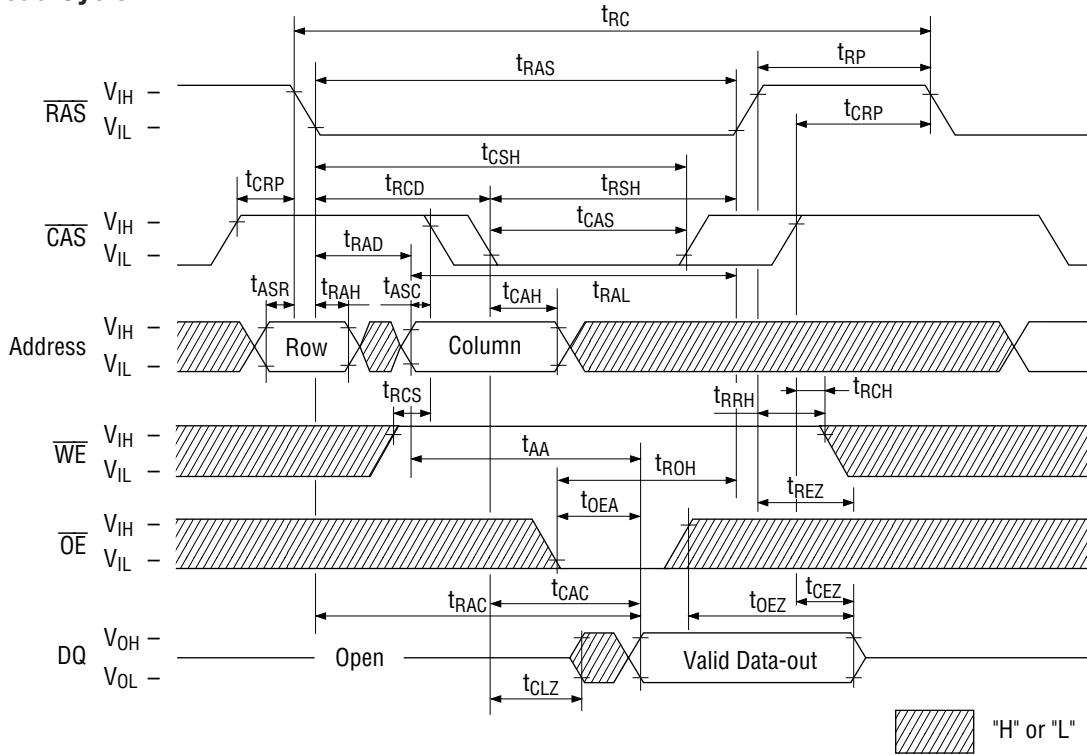 tRC
tRP
tRAS
RAS
VIH –
VIL –
tCRP
tCSH
tCRP
tRCD
tRSH
CAS
VIH –
VIL –
tCAS
tRAD
tRAL
tASR
tRAH
tASC
tCAH
Address
VIH –
VIL –
Row
Column
tRCS
tRRH
tRCH
WE
VIH –
VIL –
tAA
tROH
tREZ
tOEA
OE
VIH –
VIL –
tCAC
tRAC
tCEZ
tOEZ
DQ
VOH –
VOL –
Open
Valid Data-out
tCLZ
"H" or "L"